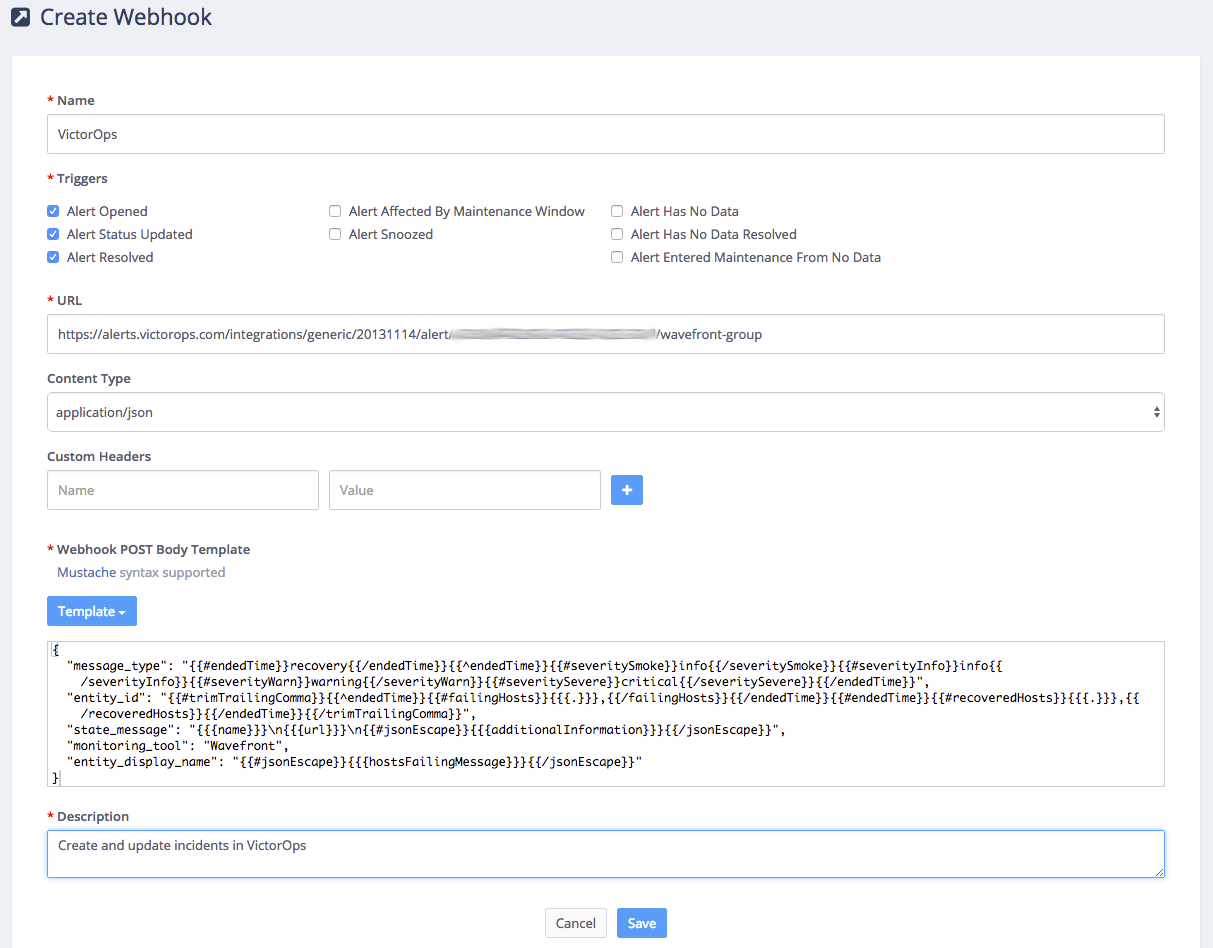 Create Webhook
* Name
VictorOps
* Triggers
Alert Opened Alert Affected By Maintenance Window Alert Has No Data
Alert Status Updated Alert Snoozed Alert Has No Data Resolved
Alert Resolved Alert Entered Maintenance From No Data
* URL
https://alerts.victorops.com/integrations/generic/20131114/alert/ /wavefront-group
Content Type
application/json
Custom Headers
Name Value +
* Webhook POST Body Template
Mustache syntax supported
Template
{
"message_type": "{{#endedTime}}recovery{{/endedTime}}{{^endedTime}}{{#severitySmoke}}info{{/severitySmoke}}{{#severityInfo}}info{{
/severityInfo}}{{#severityWarn}}warning{{/severityWarn}}{{#severitySevere}}critical{{/severitySevere}}{{/endedTime}}",
"entity_id": "{{#trimTrailingComma}}{{^endedTime}}{{#failingHosts}}{{{.}}},{{/failingHosts}}{{/endedTime}}{{#endedTime}}{{#recoveredHosts}}{{{.}}},{{
/recoveredHosts}}{{/endedTime}}{{/trimTrailingComma}}",
"state_message": "{{{name}}}\n{{{url}}}\n{{#jsonEscape}}{{{additionalInformation}}}{{/jsonEscape}}",
"monitoring_tool": "Wavefront",
"entity_display_name": "{{#jsonEscape}}{{{hostsFailingMessage}}}{{/jsonEscape}}"
}
* Description
Create and update incidents in VictorOps
Cancel Save